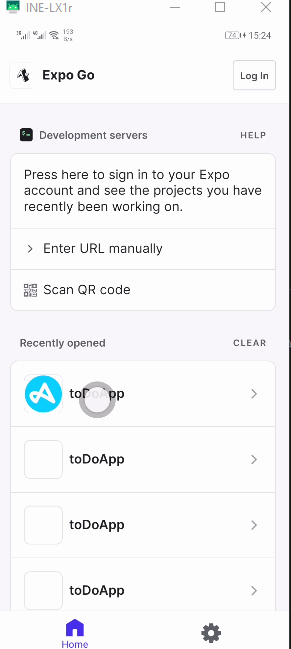 INE-LX1r
193
B/s
74
15:24
Expo Go
Log In
Development servers
HELP
Press here to sign in to your Expo
account and see the projects you have
recently been working on.
Enter URL manually
Scan QR code
Recently opened
CLEAR
toDoApp
toDoApp
toDoApp
toDoApp
Home